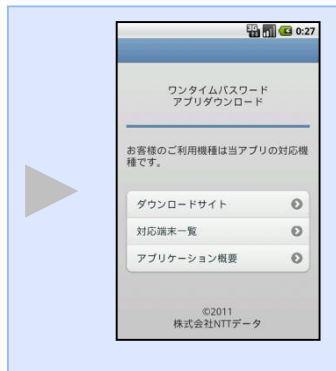 0:27
ワンタイムパスワード
アプリダウンロード
お客様のご利用機種は当アプリの対応機
種です。
ダウンロードサイト
対応端末一覧
アプリケーション概要
©2011
株式会社NTTデータ